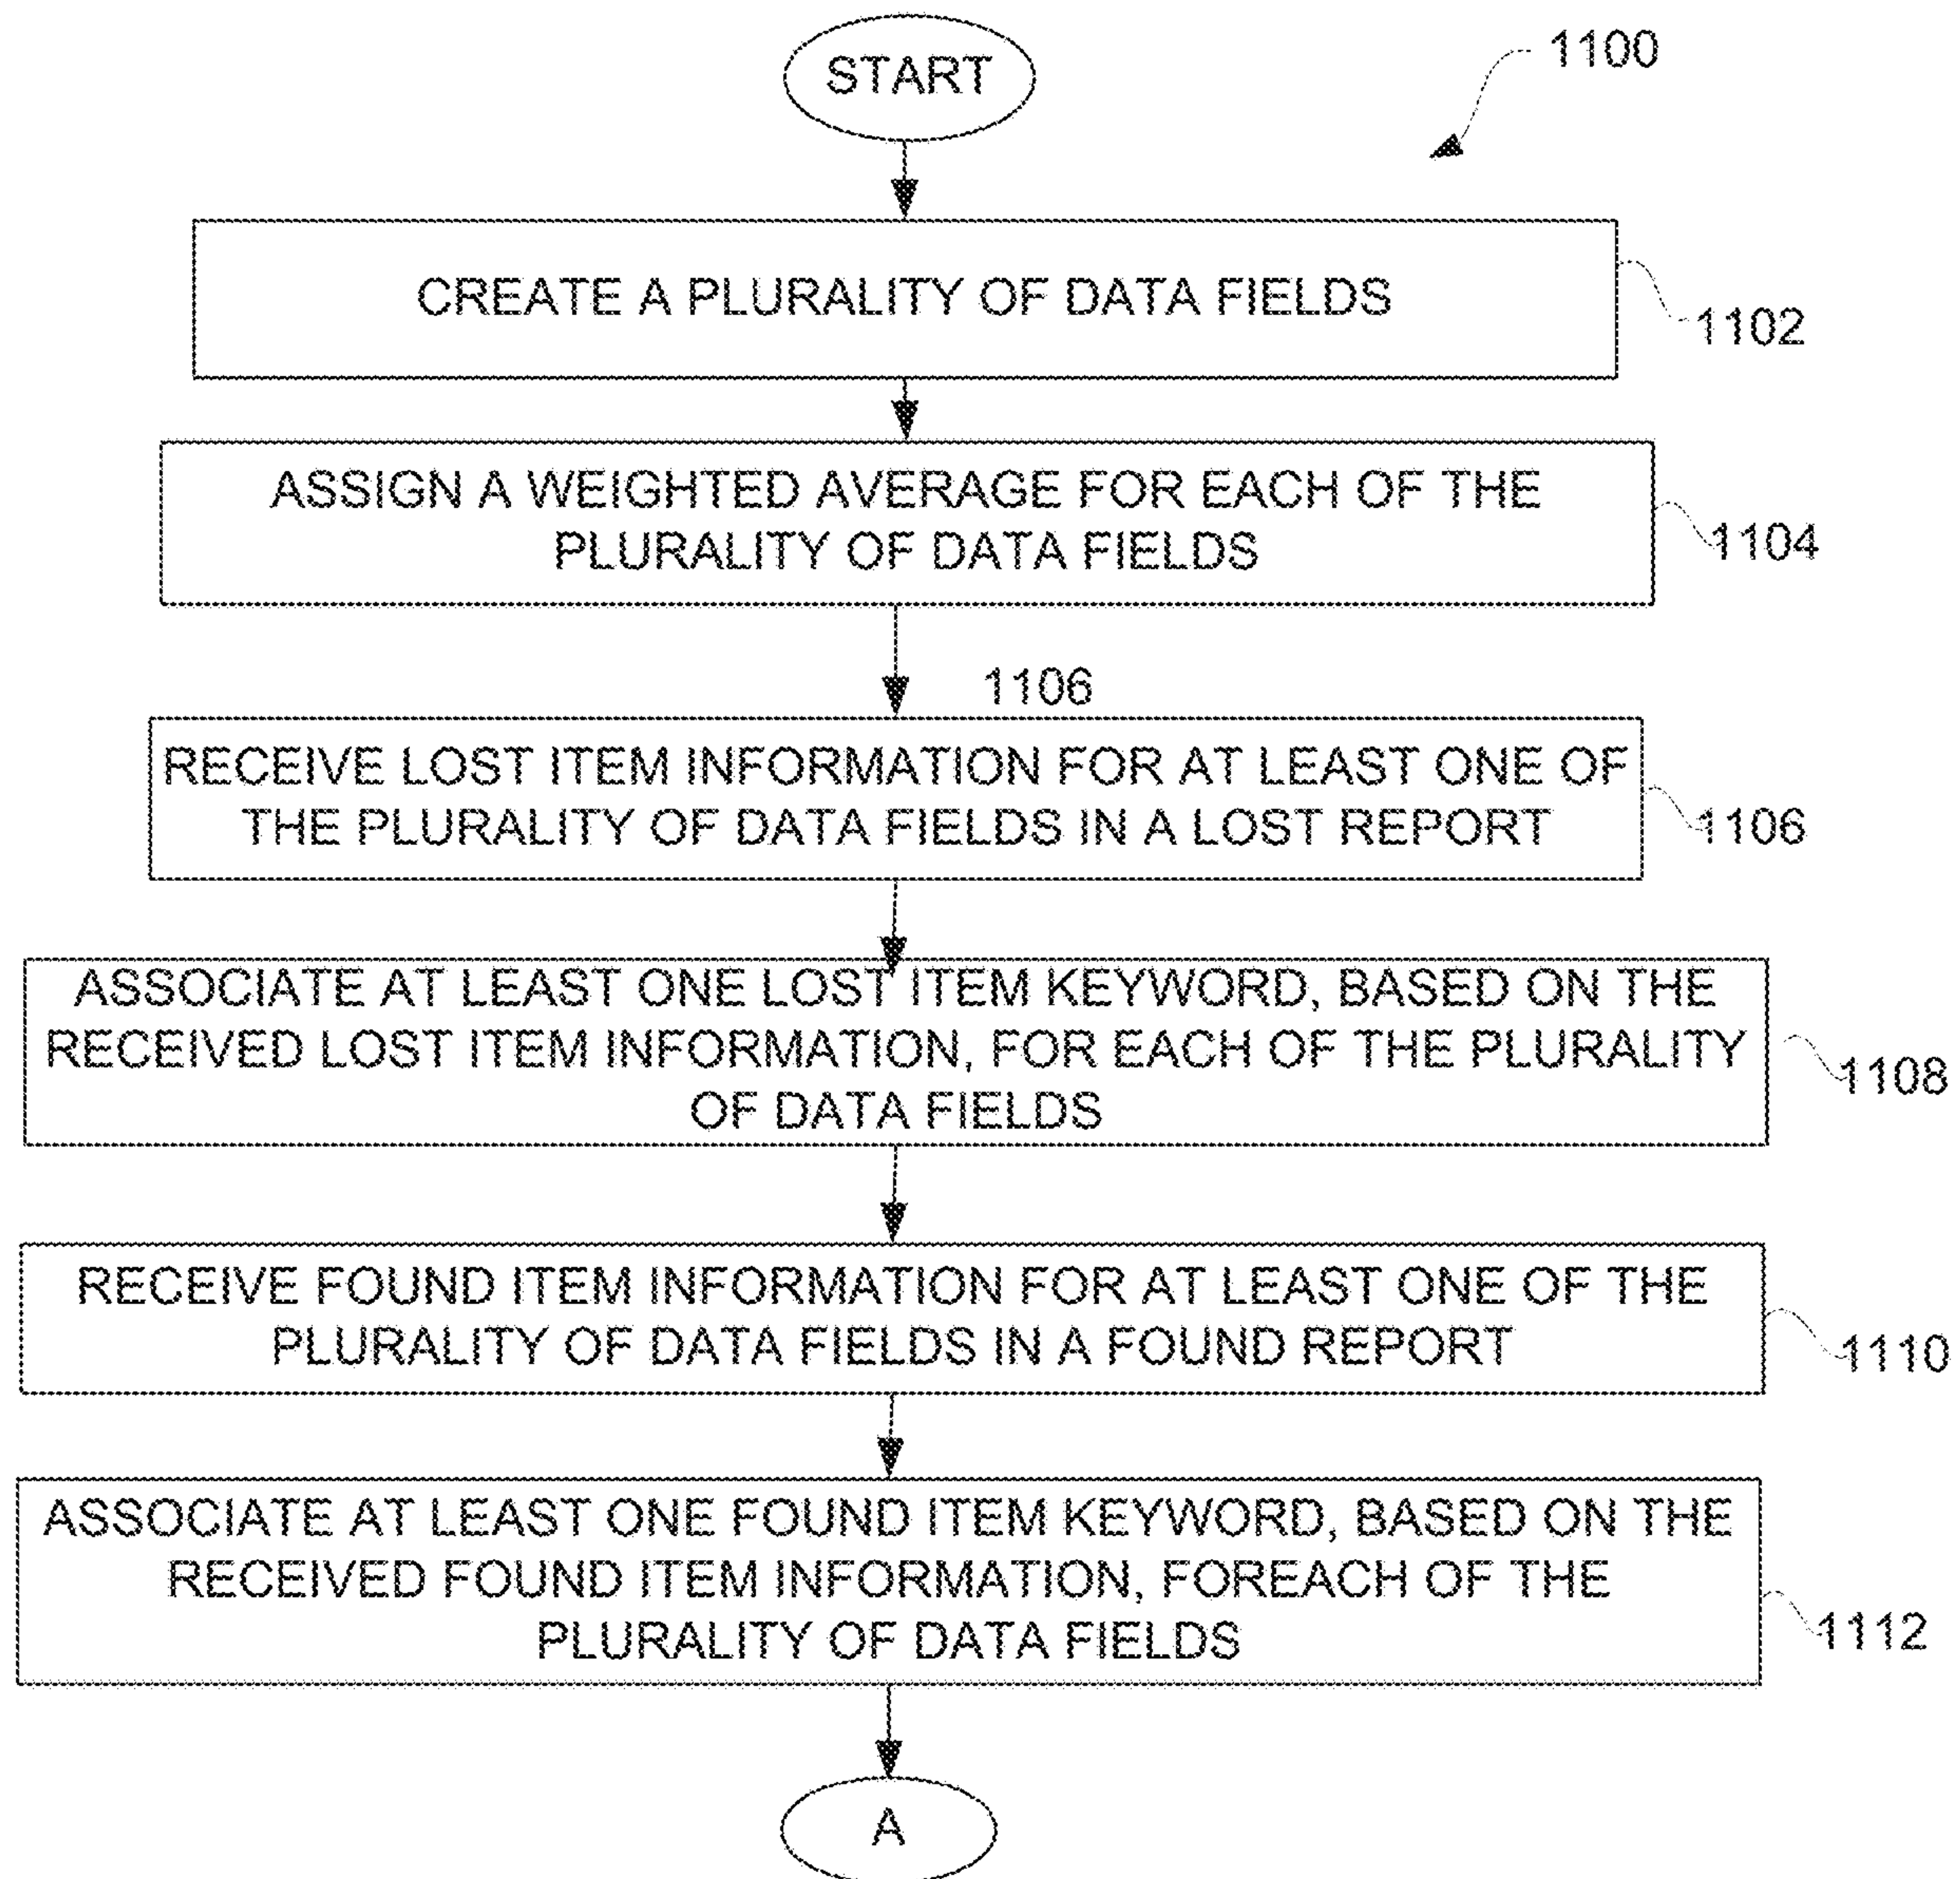 START
1100
CREATE A PLURALITY OF DATA FIELDS
1102
ASSIGN A WEIGHTED AVERAGE FOR EACH OF THE
PLURALITY OF DATA FIELDS
1104
1106
RECEIVE LOST ITEM INFORMATION FOR AT LEAST ONE OF
THE PLURALITY OF DATA FIELDS IN A LOST REPORT
1106
ASSOCIATE AT LEAST ONE LOST ITEM KEYWORD, BASED ON THE
RECEIVED LOST ITEM INFORMATION, FOR EACH OF THE PLURALITY
OF DATA FIELDS
1108
RECEIVE FOUND ITEM INFORMATION FOR AT LEAST ONE OF THE
PLURALITY OF DATA FIELDS IN A FOUND REPORT
1110
ASSOCIATE AT LEAST ONE FOUND ITEM KEYWORD, BASED ON THE
RECEIVED FOUND ITEM INFORMATION, FOREACH OF THE
PLURALITY OF DATA FIELDS
1112
A